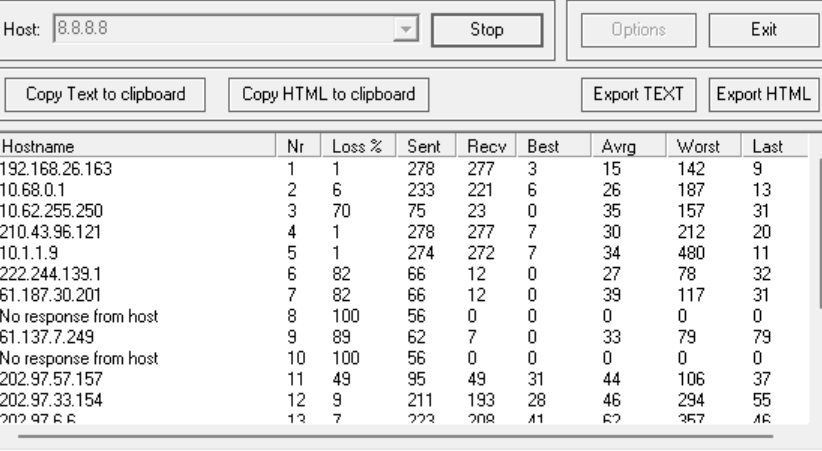 Host: 8.8.8.8 Stop Options Exit
Copy Text to clipboard Copy HTML to clipboard Export TEXT Export HTML
Hostname Nr Loss % Sent Recv Best Avrg Worst Last
192.168.26.163 1 1 278 277 3 15 142 9
10.68.0.1 2 6 233 221 6 26 187 13
10.62.255.250 3 70 75 23 0 35 157 31
210.43.96.121 4 1 278 277 7 30 212 20
10.1.1.9 5 1 274 272 7 34 480 11
222.244.139.1 6 82 66 12 0 27 78 32
61.187.30.201 7 82 66 12 0 39 117 31
No response from host 8 100 56 0 0 0 0 0
61.137.7.249 9 89 62 7 0 33 79 79
No response from host 10 100 56 0 0 0 0 0
202.97.57.157 11 49 95 49 31 44 106 37
202.97.33.154 12 9 211 193 28 46 294 55
202.97.6.6 13 7 223 208 41 62 357 46